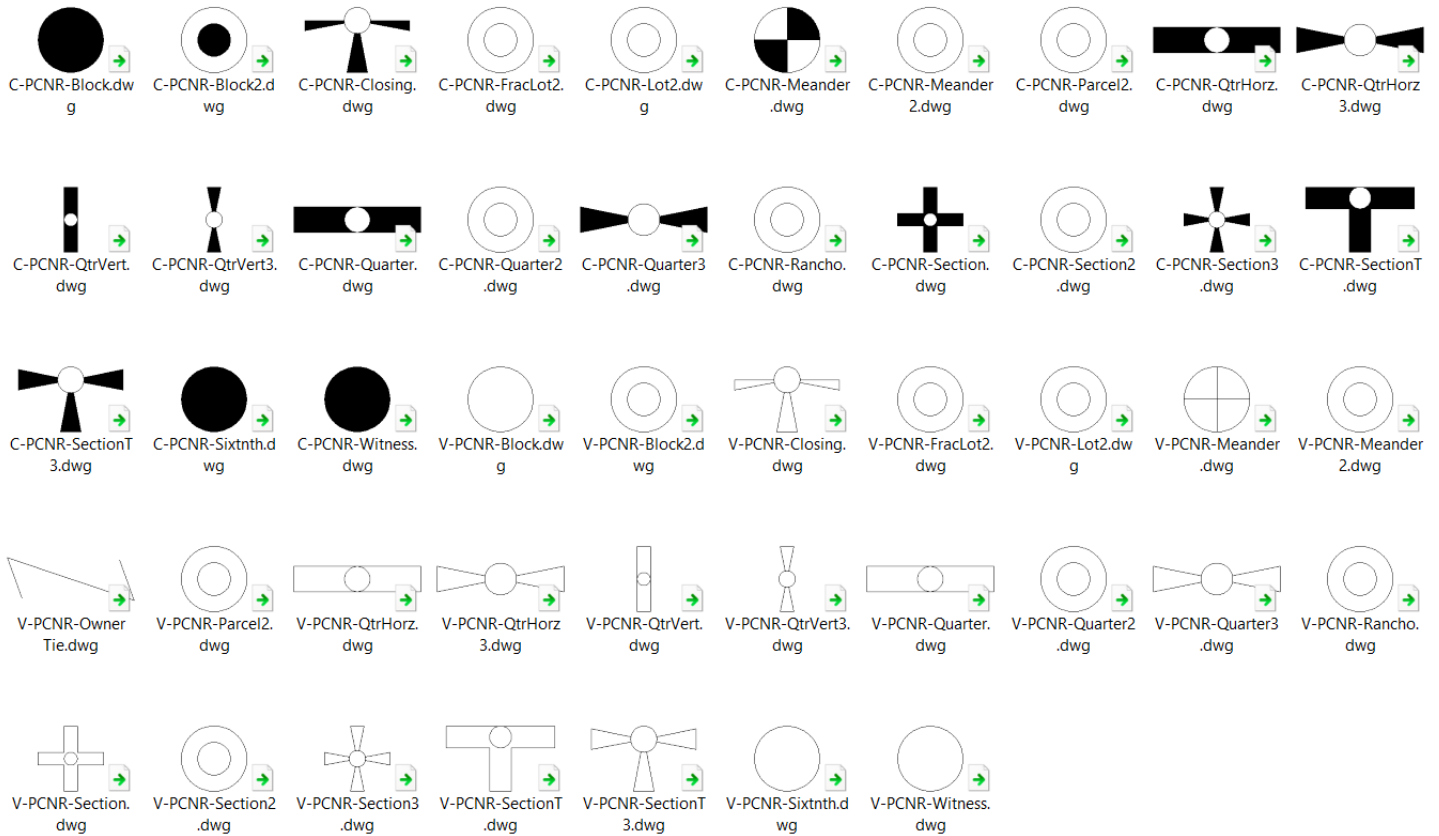 C-PCNR-Block.dw
g
C-PCNR-Block2.d
wg
C-PCNR-Closing.
dwg
C-PCNR-FracLot2.
dwg
C-PCNR-Lot2.dw
g
C-PCNR-Meander
.dwg
C-PCNR-Meander
2.dwg
C-PCNR-Parcel2.
dwg
C-PCNR-QtrHorz.
dwg
C-PCNR-QtrHorz
3.dwg
C-PCNR-QtrVert.
dwg
C-PCNR-QtrVert3.
dwg
C-PCNR-Quarter.
dwg
C-PCNR-Quarter2
.dwg
C-PCNR-Quarter3
.dwg
C-PCNR-Rancho.
dwg
C-PCNR-Section.
dwg
C-PCNR-Section2
.dwg
C-PCNR-Section3
.dwg
C-PCNR-SectionT
.dwg
C-PCNR-SectionT
3.dwg
C-PCNR-Sixtnth.d
wg
C-PCNR-Witness.
dwg
V-PCNR-Block.dw
g
V-PCNR-Block2.d
wg
V-PCNR-Closing.
dwg
V-PCNR-FracLot2.
dwg
V-PCNR-Lot2.dw
g
V-PCNR-Meander
.dwg
V-PCNR-Meander
2.dwg
V-PCNR-Owner
Tie.dwg
V-PCNR-Parcel2.
dwg
V-PCNR-QtrHorz.
dwg
V-PCNR-QtrHorz
3.dwg
V-PCNR-QtrVert.
dwg
V-PCNR-QtrVert3.
dwg
V-PCNR-Quarter.
dwg
V-PCNR-Quarter2
.dwg
V-PCNR-Quarter3
.dwg
V-PCNR-Rancho.
dwg
V-PCNR-Section.
dwg
V-PCNR-Section2
.dwg
V-PCNR-Section3
.dwg
V-PCNR-SectionT
.dwg
V-PCNR-SectionT
3.dwg
V-PCNR-Sixtnth.d
wg
V-PCNR-Witness.
dwg